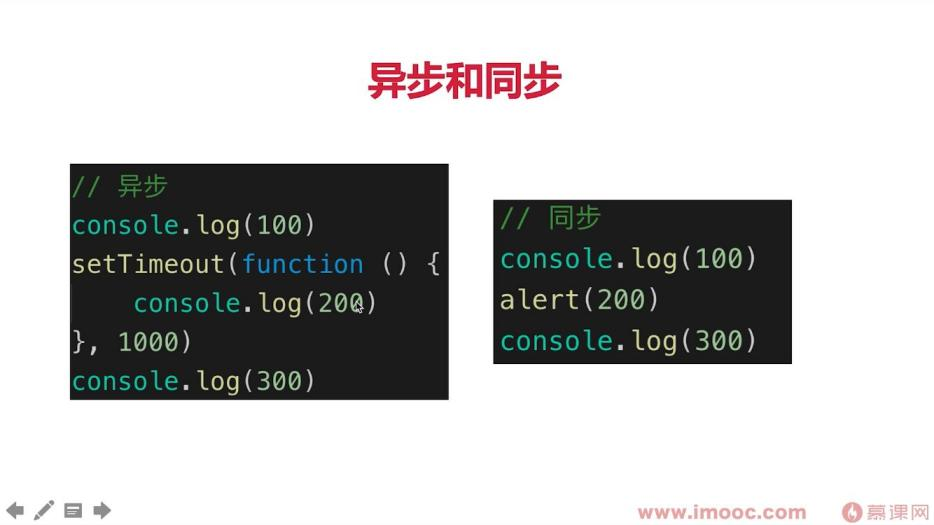 异步和同步
// 异步
console.log(100)
setTimeout(function () {
    console.log(200)
}, 1000)
console.log(300)
// 同步
console.log(100)
alert(200)
console.log(300)
www.imooc.com 慕课网